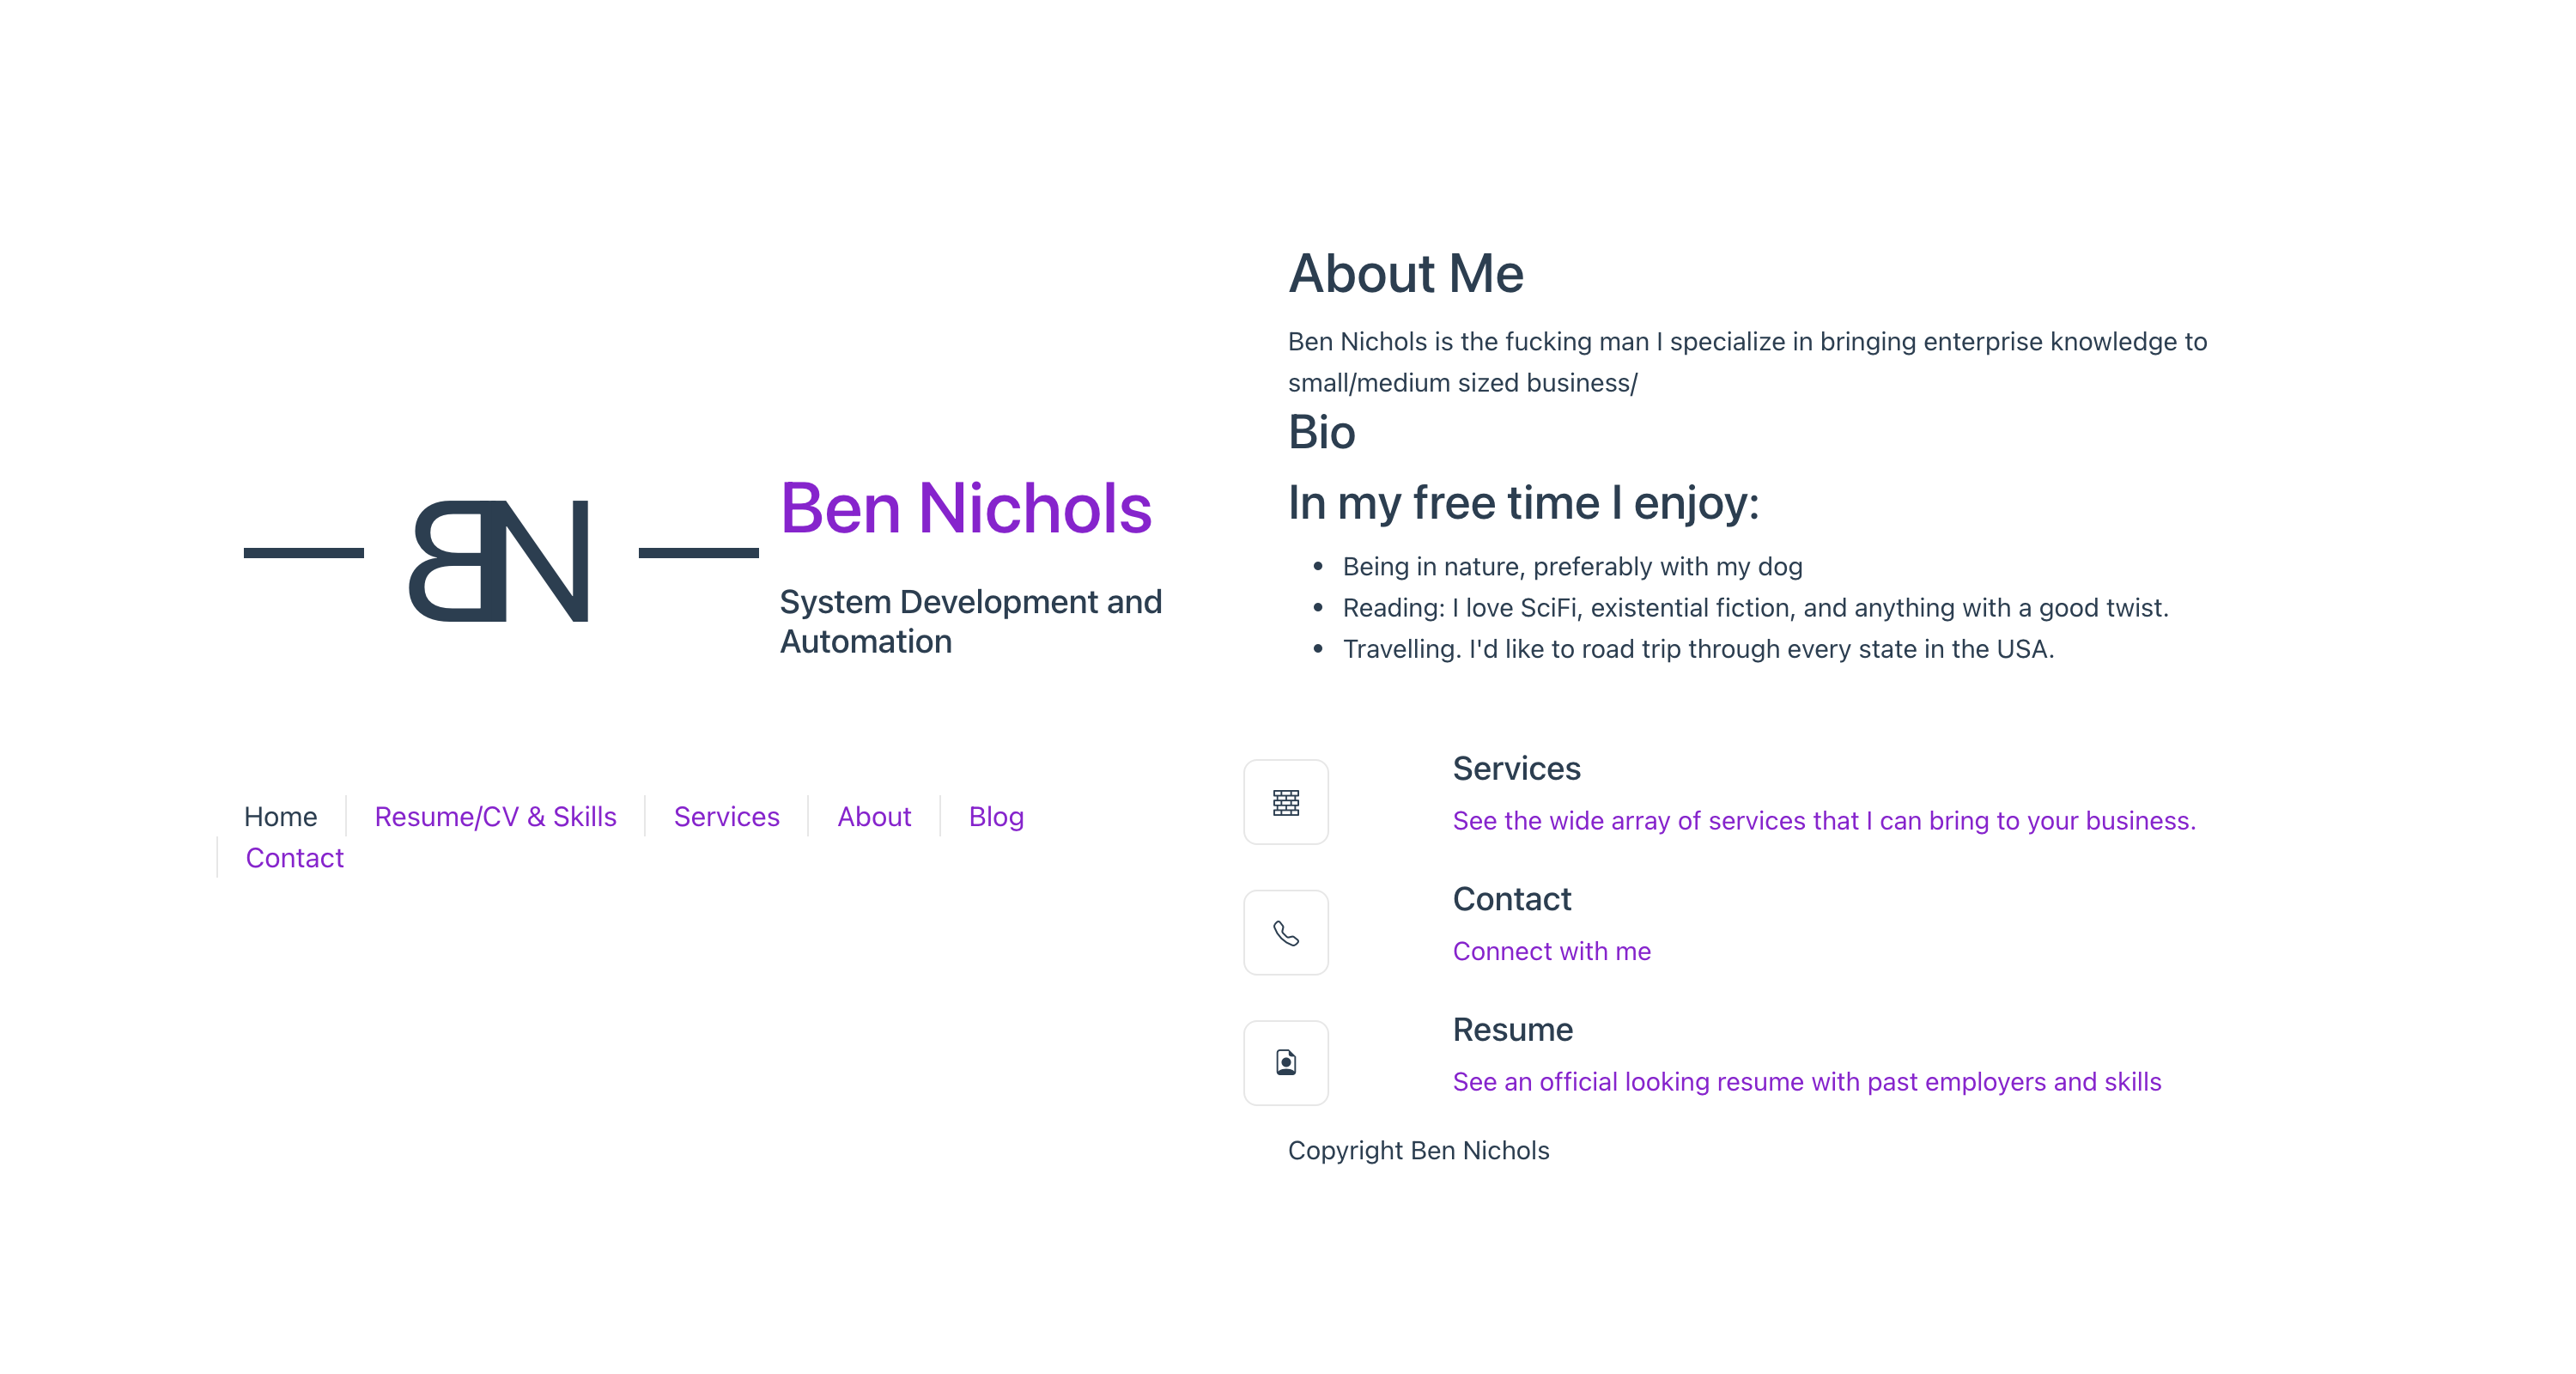 BN
Ben Nichols
System Development and
Automation
Home
Resume/CV & Skills
Services
About
Blog
Contact
About Me
Ben Nichols is the fucking man I specialize in bringing enterprise knowledge to
small/medium sized business/
Bio
In my free time I enjoy:
• Being in nature, preferably with my dog
• Reading: I love SciFi, existential fiction, and anything with a good twist.
• Travelling. I'd like to road trip through every state in the USA.
Services
See the wide array of services that I can bring to your business.
Contact
Connect with me
Resume
See an official looking resume with past employers and skills
Copyright Ben Nichols